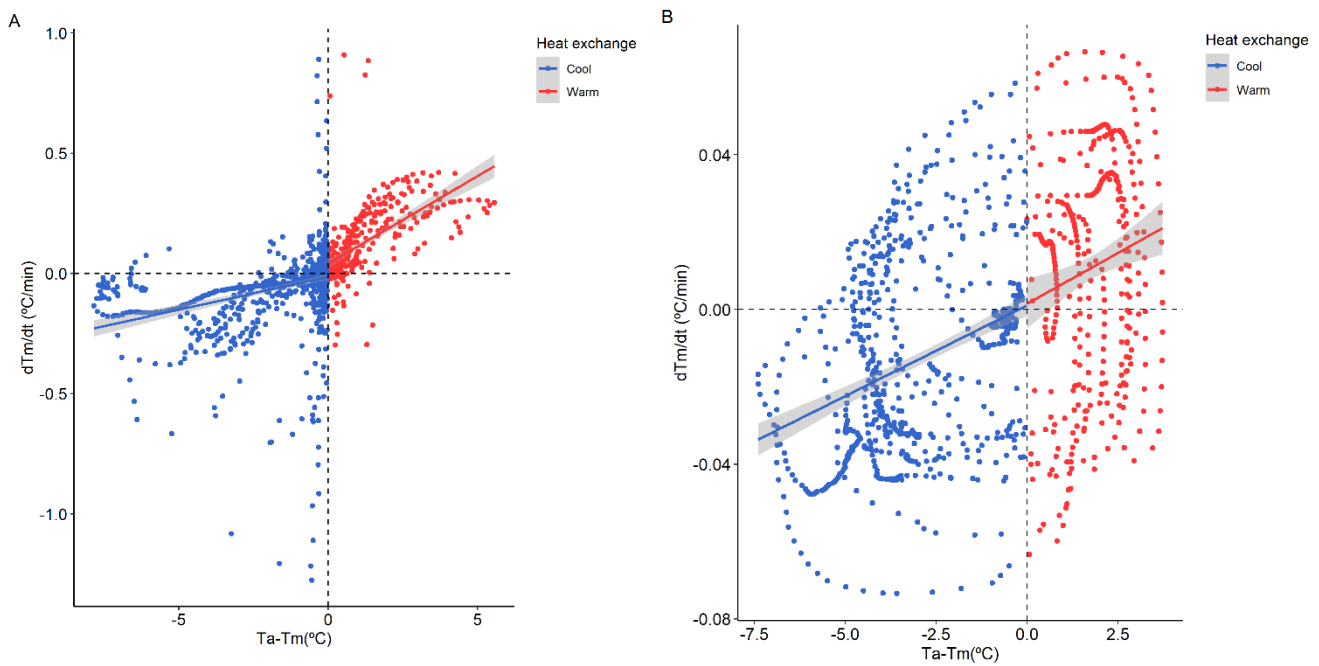 A
Heat exchange
Cool
Warm
1.0
0.5
0.0
-0.5
-1.0
dTm/dt (ºC/min)
-5
0
5
Ta-Tm(ºC)
B
Heat exchange
Cool
Warm
0.04
0.00
-0.04
-0.08
dTm/dt (ºC/min)
-7.5
-5.0
-2.5
0.0
2.5
Ta-Tm(ºC)